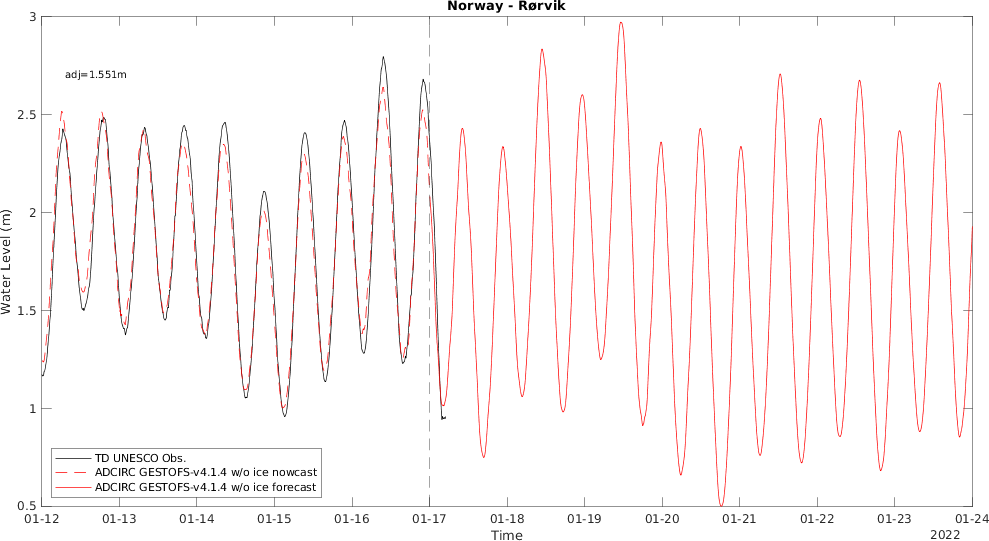 Norway - Rørvik
3
adj=1.551m
2.5
2
Water Level (m)
1.5
1
TD UNESCO Obs.
ADCIRC GESTOFS-v4.1.4 w/o ice nowcast
ADCIRC GESTOFS-v4.1.4 w/o ice forecast
0.5
01-12 01-13 01-14 01-15 01-16 01-17 01-18 01-19 01-20 01-21 01-22 01-23 01-24
Time
2022